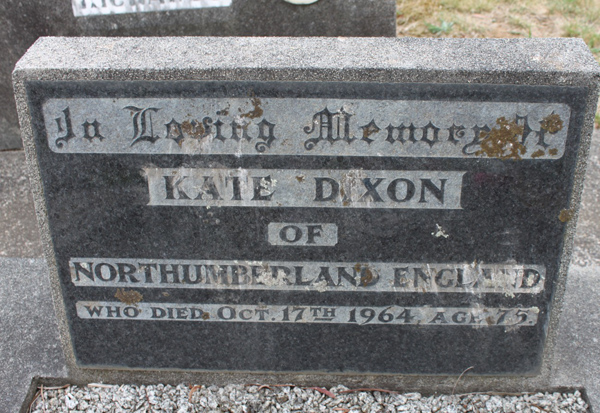 In Loving Memory Of
KATE DIXON
OF
NORTHUMBERLAND ENGLAND
WHO DIED OCT. 17TH 1964, AGE 75.